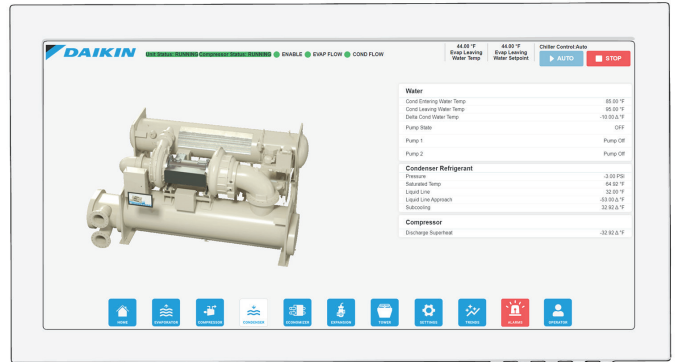 DAIKIN
Unit Status: RUNNING Compressor Status: RUNNING ENABLE EVAP FLOW COND FLOW
44.00 °F
Evap Leaving
Water Temp
44.00 °F
Evap Leaving
Water Setpoint
Chiller Control:Auto
AUTO
STOP
Water
Cond Entering Water Temp 85.00 °F
Cond Leaving Water Temp 95.00 °F
Delta Cond Water Temp -10.00 Δ °F
Pump State OFF
Pump 1 Pump Off
Pump 2 Pump Off
Condenser Refrigerant
Pressure -3.00 PSI
Saturated Temp 64.92 °F
Liquid Line 32.00 °F
Liquid Line Approach -53.00 Δ °F
Subcooling 32.92 Δ °F
Compressor
Discharge Superheat -32.92 Δ °F
HOME EVAPORATOR COMPRESSOR CONDENSER ECONOMIZER EXPANSION TOWER SETTINGS TRENDS ALARMS OPERATOR